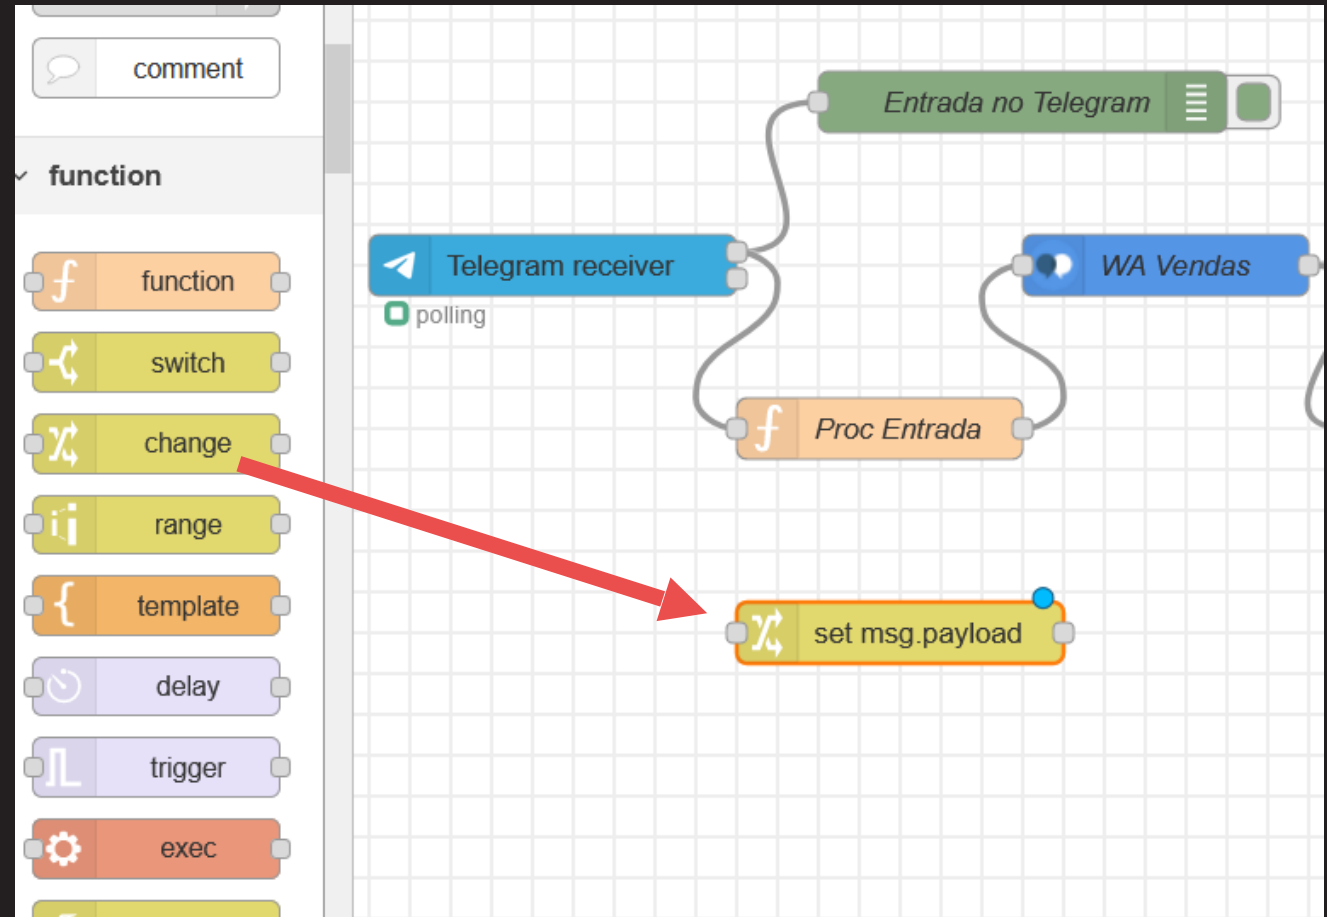 comment
function
function
switch
change
range
template
delay
trigger
exec
Entrada no Telegram
Telegram receiver
polling
WA Vendas
Proc Entrada
set msg.payload